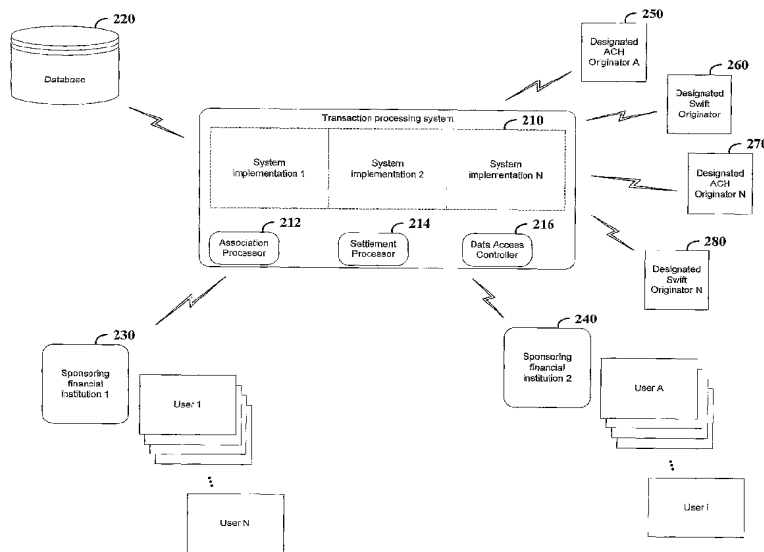 220
Database
250
Designated
ACH
Originator A
260
Designated
Swift
Originator
270
Designated
ACH
Originator N
280
Designated
Swift
Originator N
Transaction processing system
210
System
implementation 1
System
implementation 2
System
implementation N
212
Association
Processor
214
Settlement
Processor
216
Data Access
Controller
230
Sponsoring
financial
institution 1
User 1
User N
240
Sponsoring
financial
institution 2
User A
User i